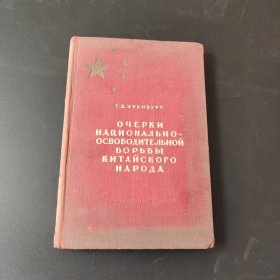 Г. Б. ЭРЕНБУРГ
ОЧЕРКИ
НАЦИОНАЛЬНО-
ОСВОБОДИТЕЛЬНОЙ
БОРЬБЫ
КИТАЙСКОГО
НАРОДА